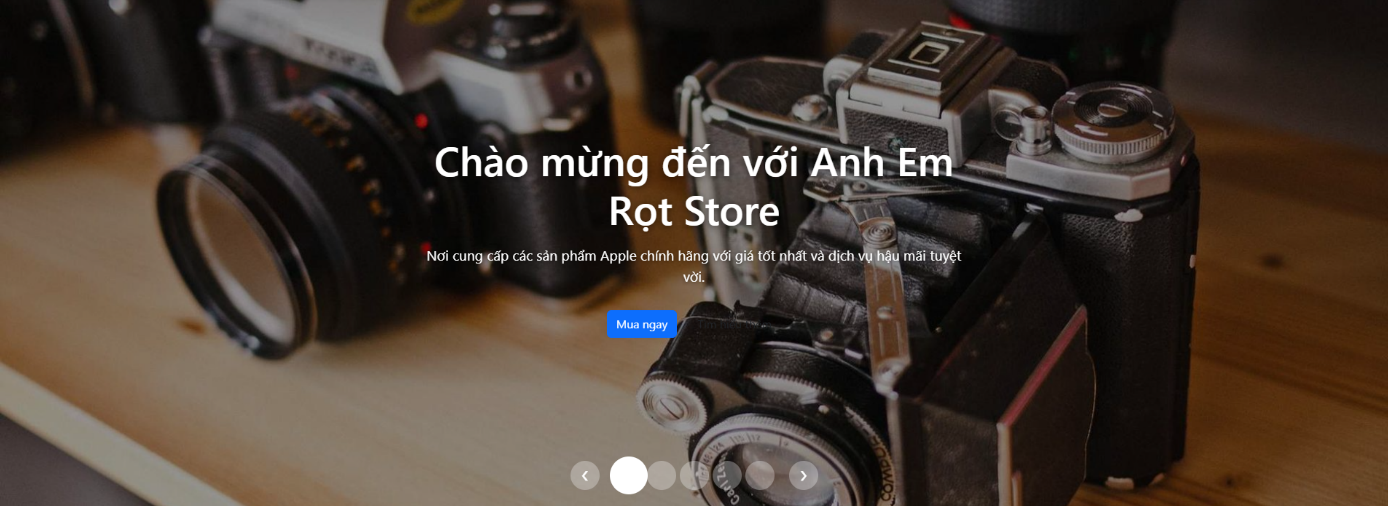 Chào mừng đến với Anh Em
Rọt Store
Nơi cung cấp các sản phẩm Apple chính hãng với giá tốt nhất và dịch vụ hậu mãi tuyệt
vời.
Mua ngay